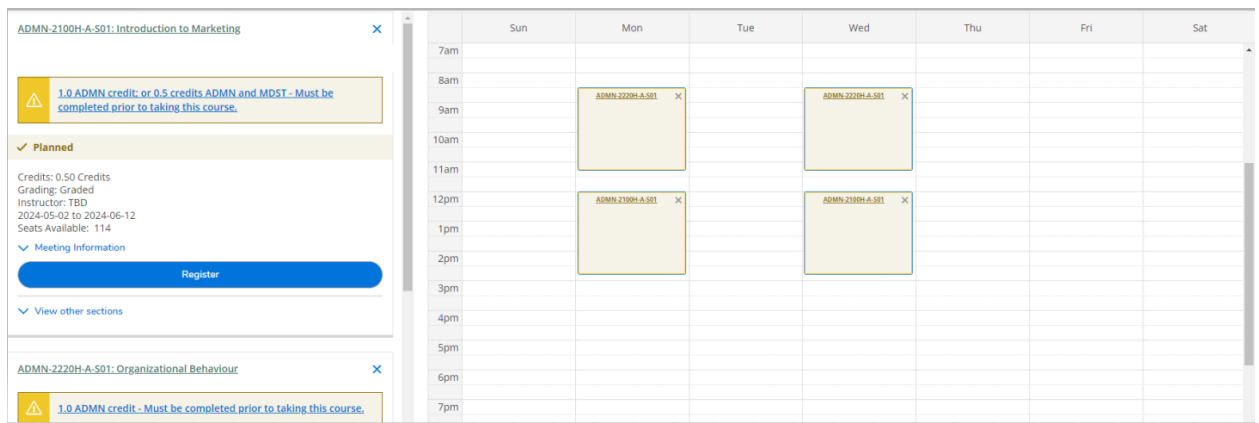 ADMN-2100H-A-S01: Introduction to Marketing
1.0 ADMN credit; or 0.5 credits ADMN and MDST - Must be
completed prior to taking this course.
Planned
Credits: 0.50 Credits
Grading: Graded
Instructor: TBD
2024-05-02 to 2024-06-12
Seats Available: 114
Meeting Information
Register
View other sections
ADMN-2220H-A-S01: Organizational Behaviour
1.0 ADMN credit - Must be completed prior to taking this course.
Sun Mon Tue Wed Thu Fri Sat
7am
8am
ADMN-2220H-A-S01 ADMN-2220H-A-S01
9am
10am
11am
12pm ADMN-2100H-A-S01 ADMN-2100H-A-S01
1pm
2pm
3pm
4pm
5pm
6pm
7pm